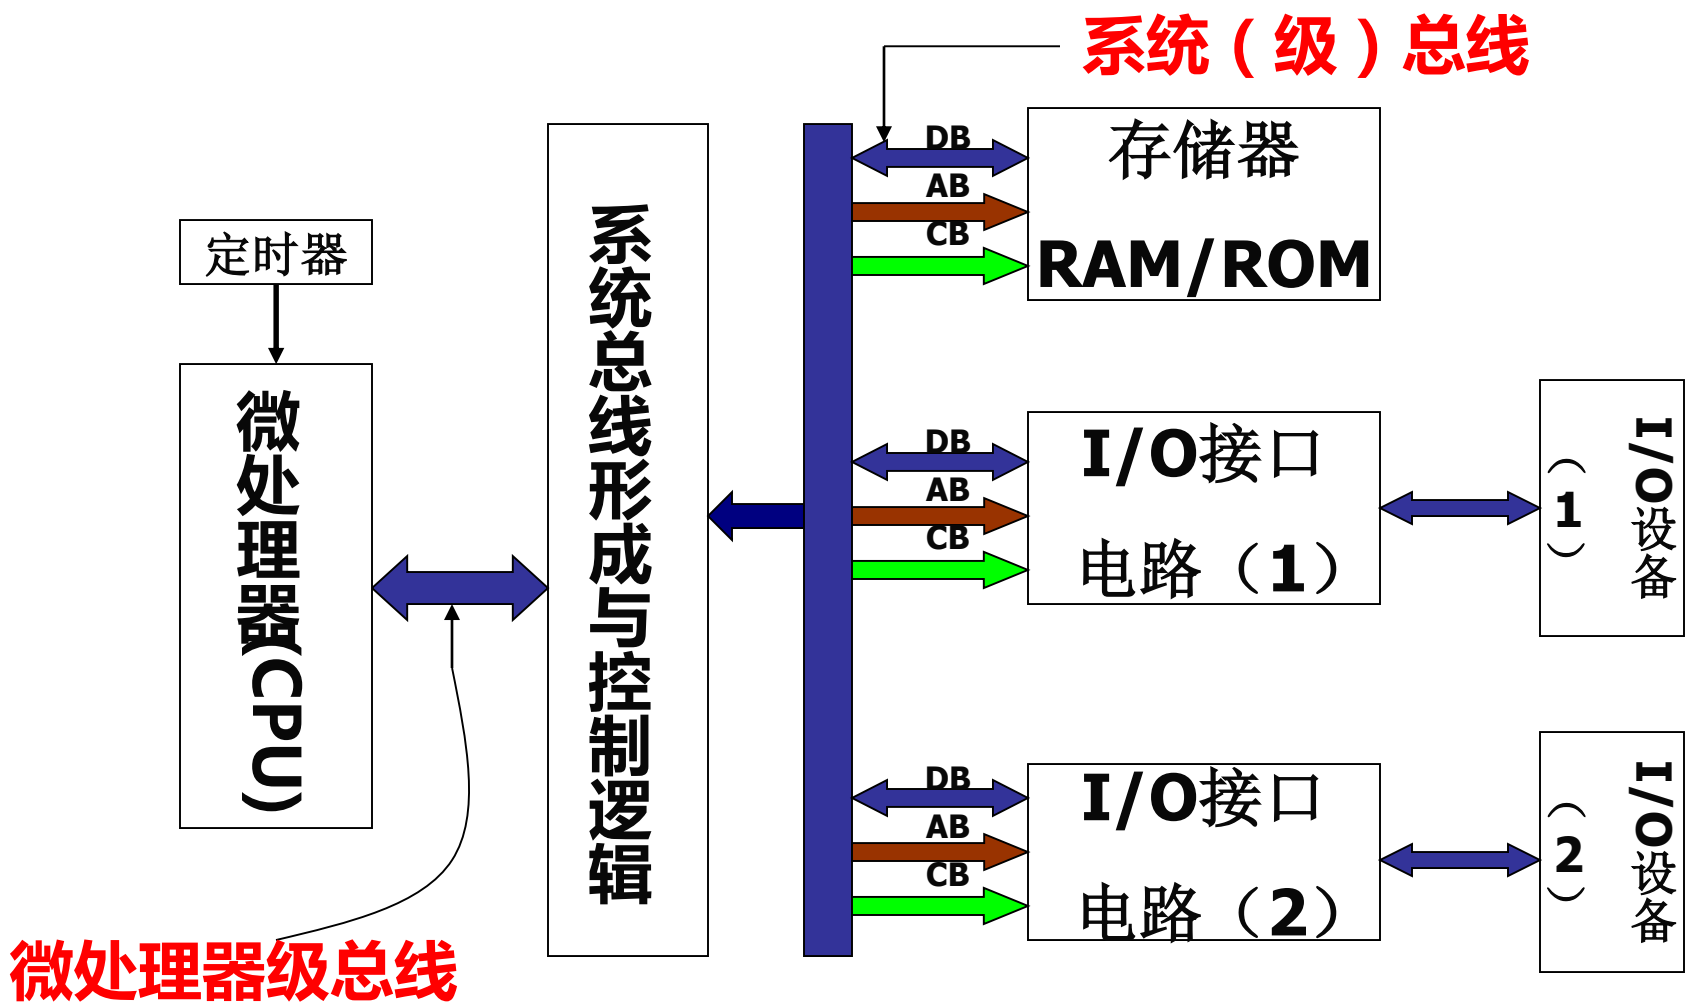 系统（级）总线
定时器
微处理器(CPU)
系统总线形成与控制逻辑
DB
AB
CB
存储器
RAM/ROM
DB
AB
CB
I/O接口
电路（1）
I/O设备
（1）
DB
AB
CB
I/O接口
电路（2）
I/O设备
（2）
微处理器级总线